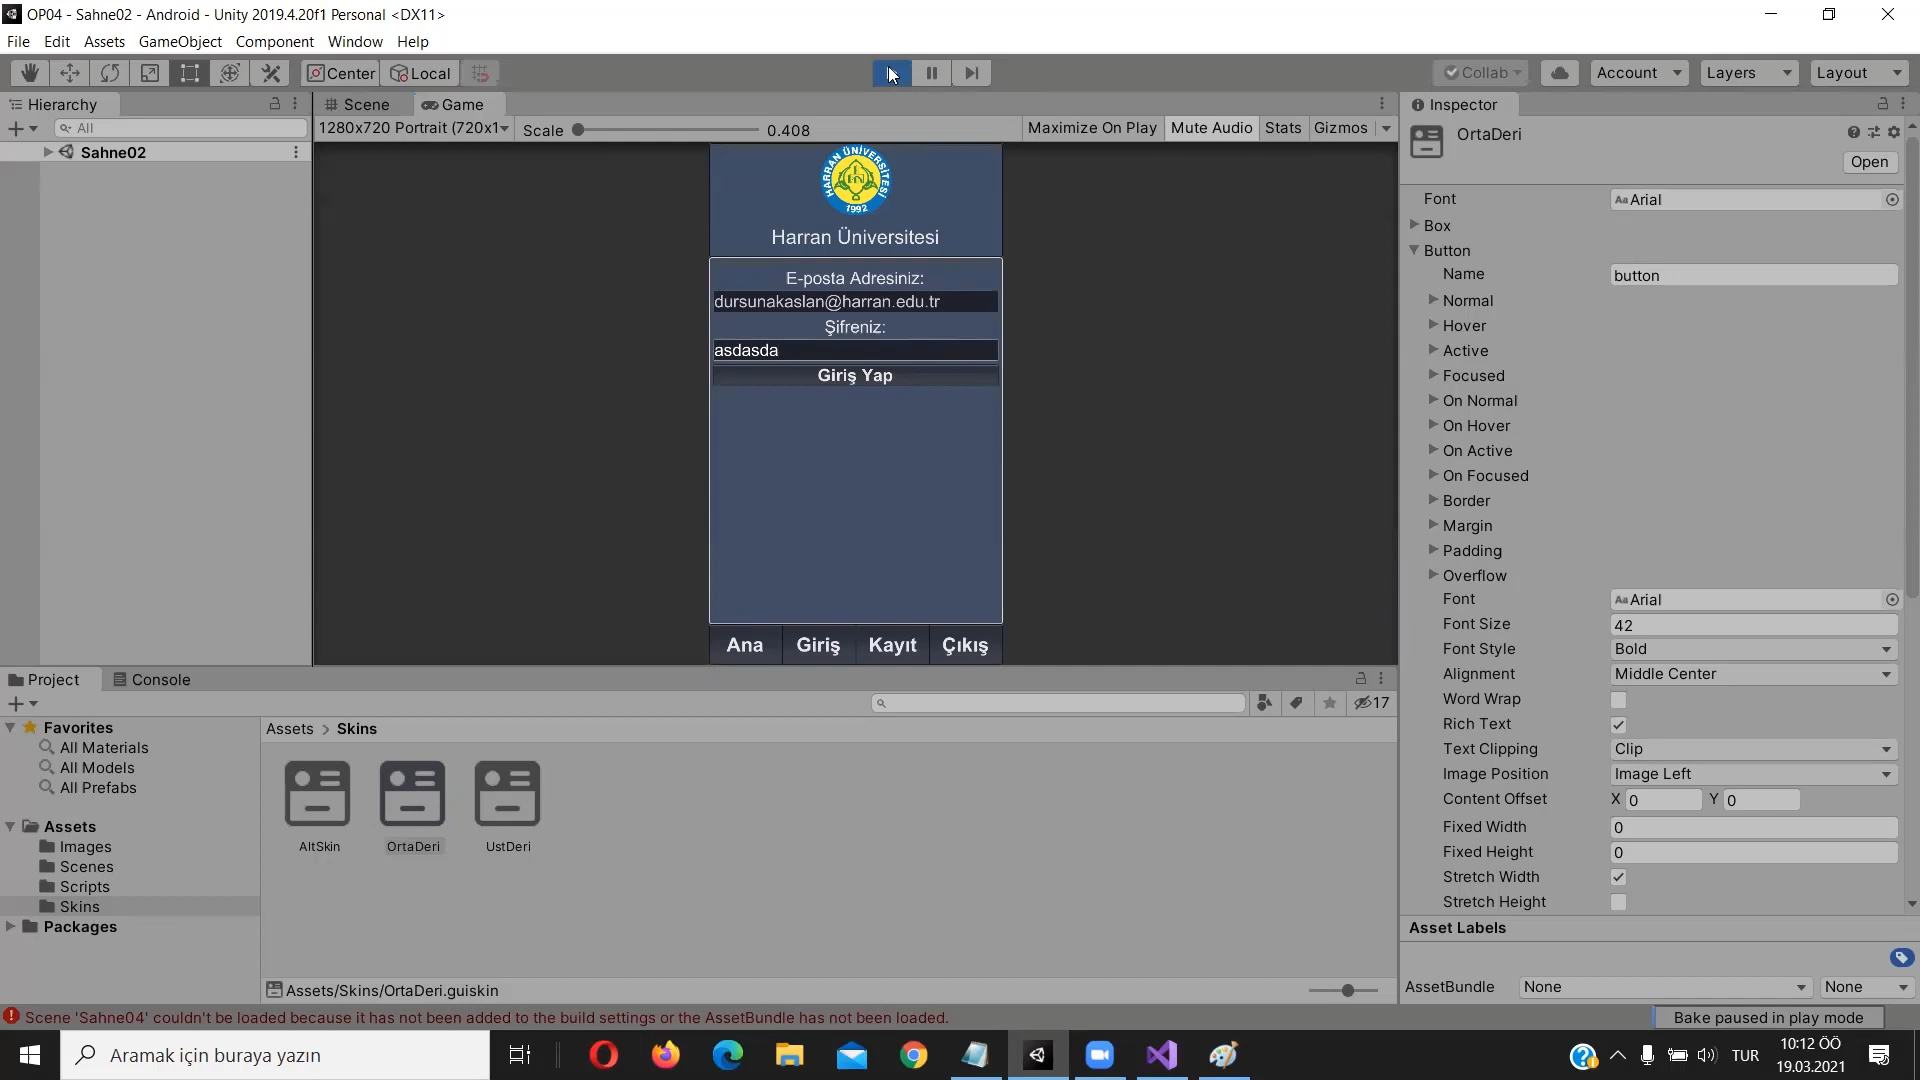 OP04 - Sahne02 - Android - Unity 2019.4.20f1 Personal <DX11>
File Edit Assets GameObject Component Window Help
Center Local Collab Account Layers Layout
Hierarchy
All
Sahne02
Scene Game
1280x720 Portrait (720x1 Scale 0.408 Maximize On Play Mute Audio Stats Gizmos
HARRAN ÜNİVERSİTESİ
1992
Harran Üniversitesi
E-posta Adresiniz:
dursunakaslan@harran.edu.tr
Şifreniz:
asdasda
Giriş Yap
Ana Giriş Kayıt Çıkış
Inspector
OrtaDeri
Open
Font Arial
Box
Button
Name button
Normal
Hover
Active
Focused
On Normal
On Hover
On Active
On Focused
Border
Margin
Padding
Overflow
Font Arial
Font Size 42
Font Style Bold
Alignment Middle Center
Word Wrap
Rich Text
Text Clipping Clip
Image Position Image Left
Content Offset X 0 Y 0
Fixed Width 0
Fixed Height 0
Stretch Width
Stretch Height
Asset Labels
AssetBundle None None
Project Console
17
Favorites
All Materials
All Models
All Prefabs
Assets
Images
Scenes
Scripts
Skins
Packages
Assets > Skins
AltSkin OrtaDeri UstDeri
Assets/Skins/OrtaDeri.guiskin
Scene 'Sahne04' couldn't be loaded because it has not been added to the build settings or the AssetBundle has not been loaded.
Bake paused in play mode
Aramak için buraya yazın
TUR
10:12 ÖÖ
19.03.2021